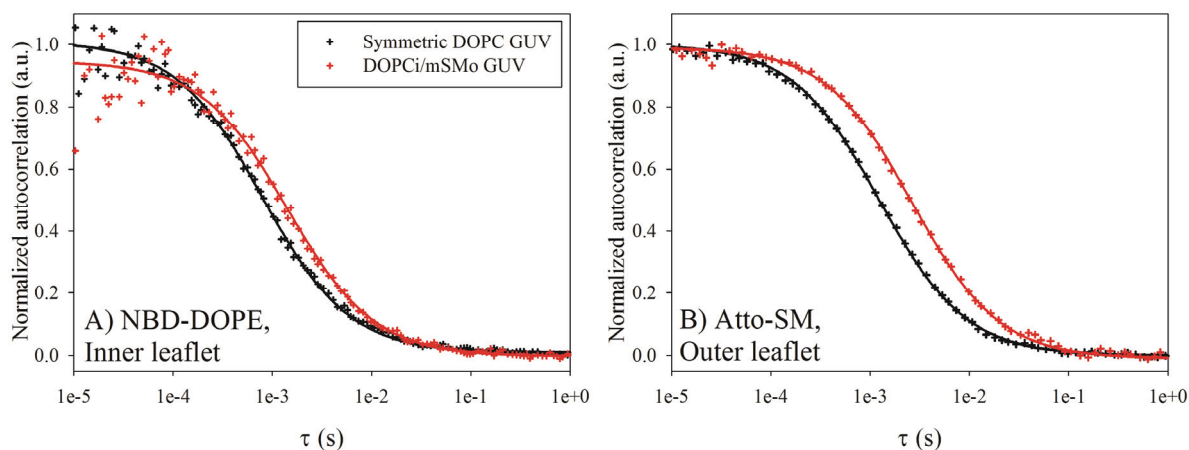 Normalized autocorrelation (a.u.)
1.0
0.8
0.6
0.4
0.2
0.0
Symmetric DOPC GUV
DOPCi/mSMo GUV
A) NBD-DOPE,
Inner leaflet
1e-5 1e-4 1e-3 1e-2 1e-1 1e+0
τ (s)
Normalized autocorrelation (a.u.)
1.0
0.8
0.6
0.4
0.2
0.0
B) Atto-SM,
Outer leaflet
1e-5 1e-4 1e-3 1e-2 1e-1 1e+0
τ (s)